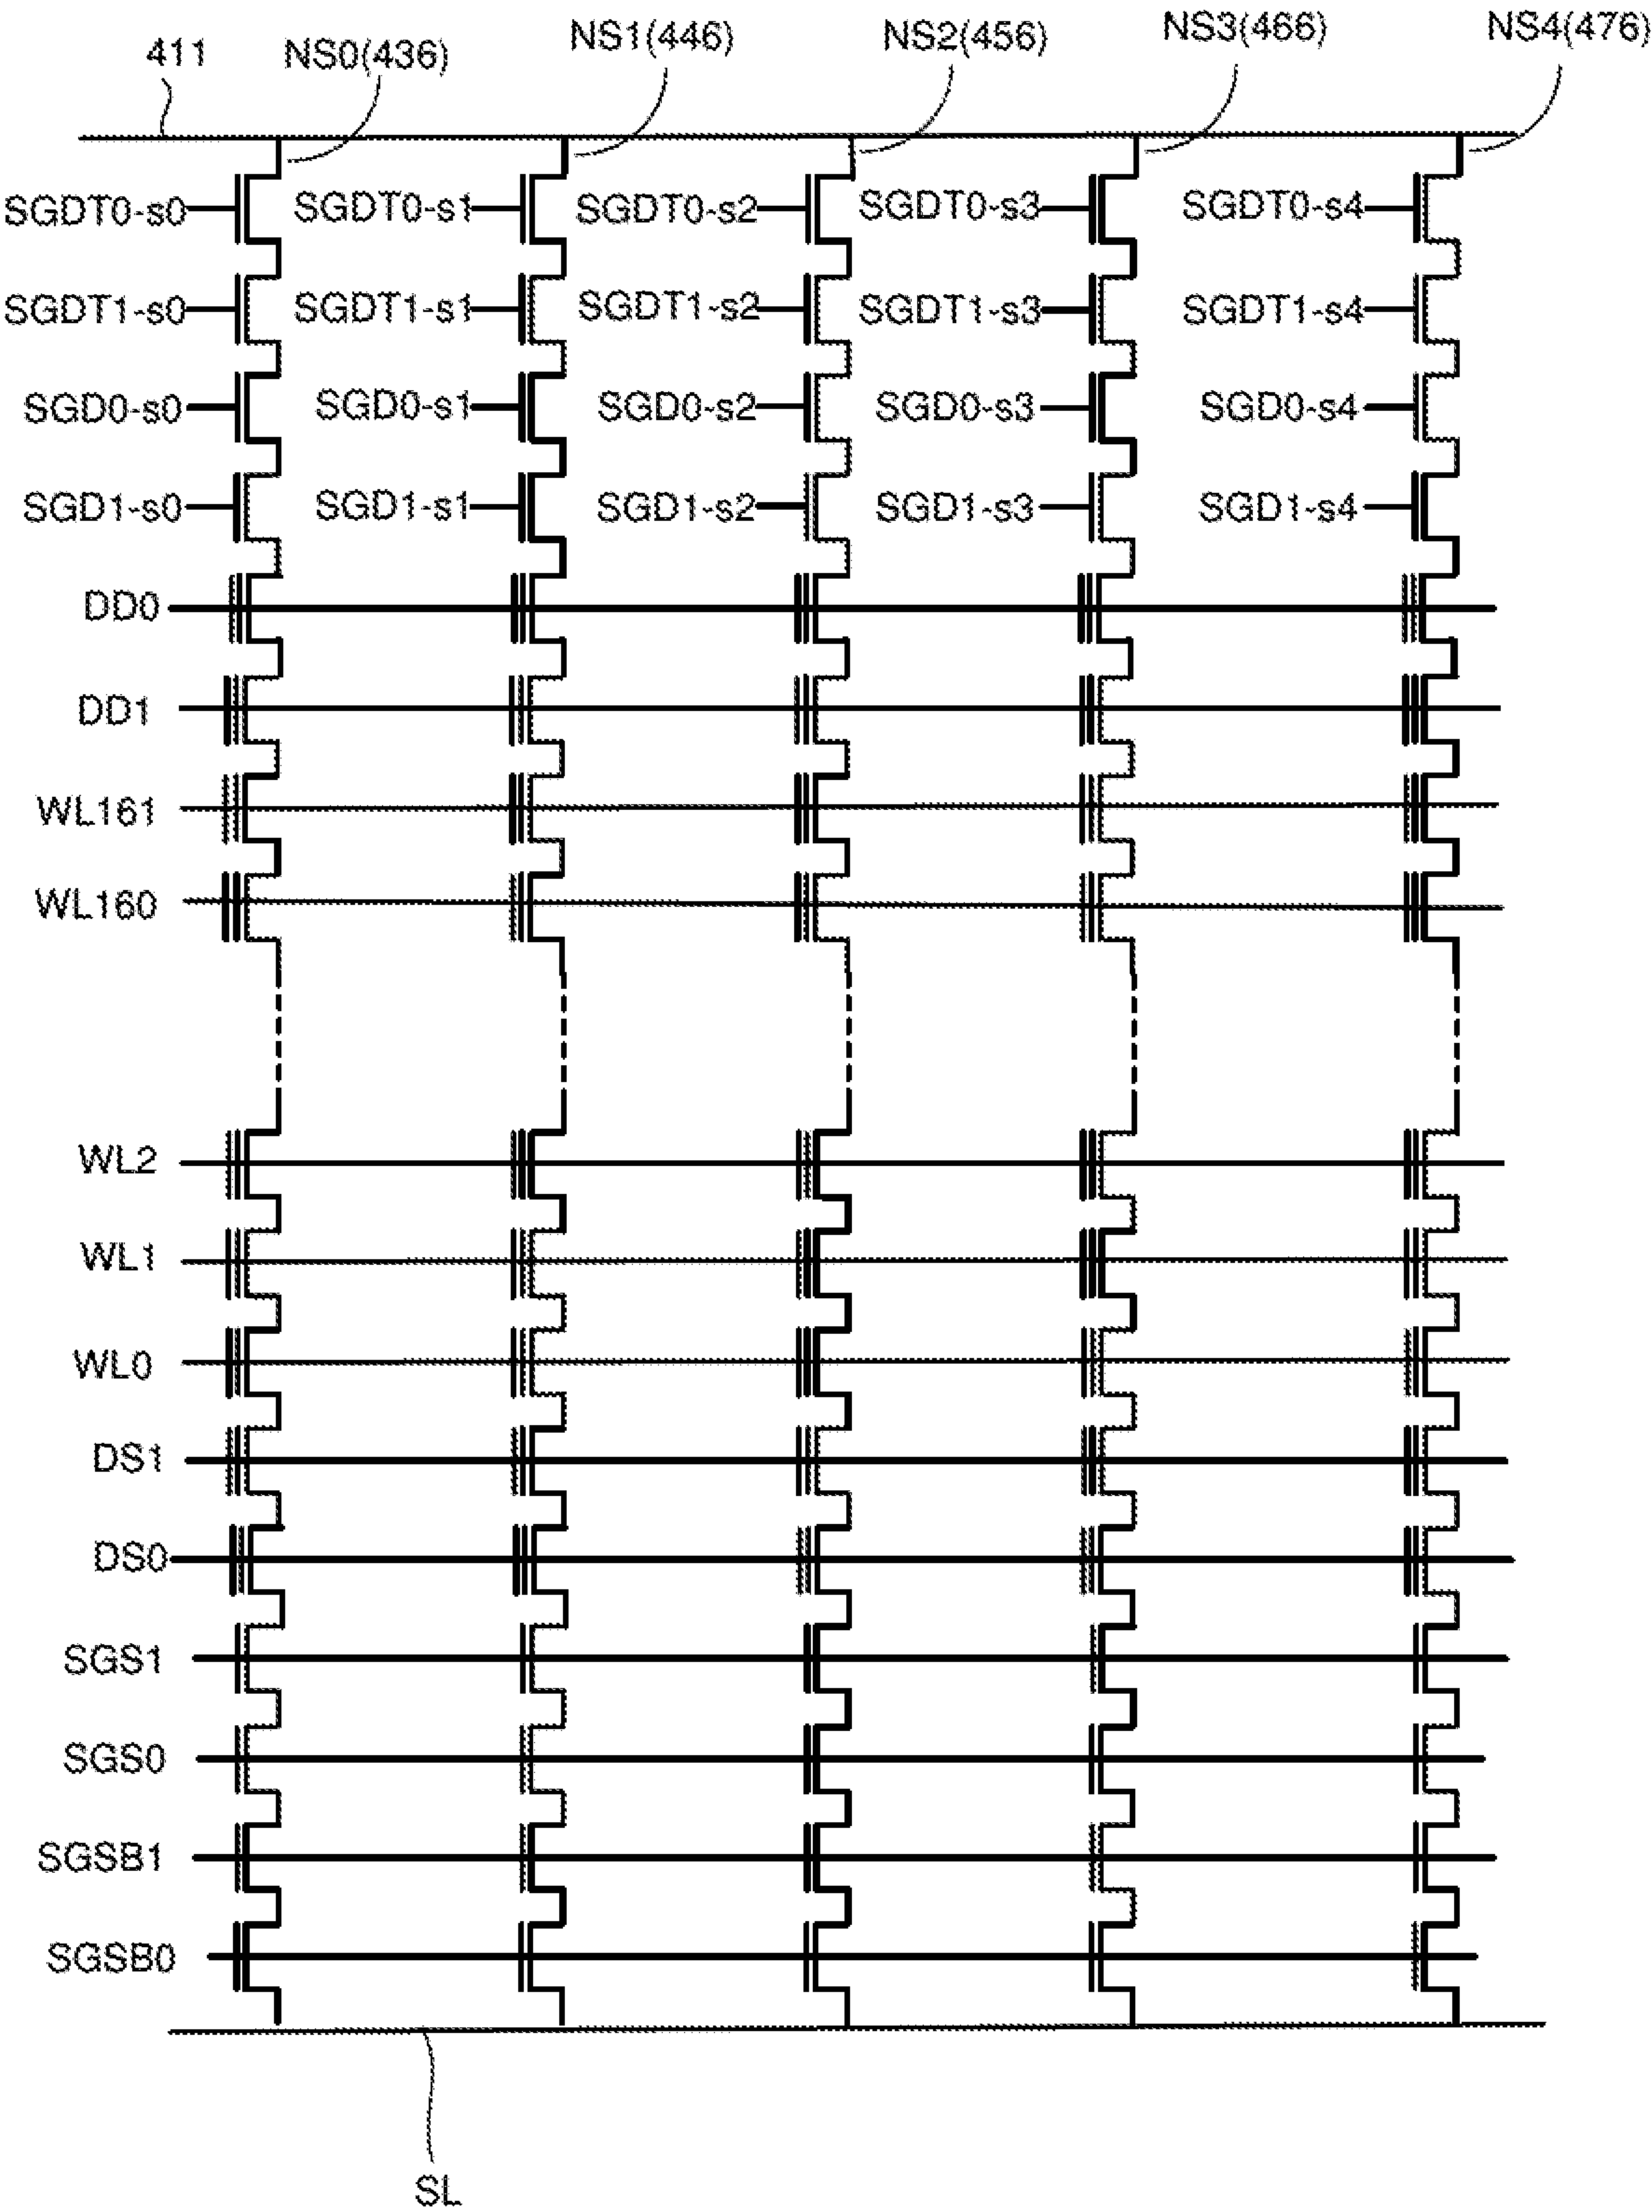 411 NS0(436) NS1(446) NS2(456) NS3(466) NS4(476)
SGDT0-s0 SGDT0-s1 SGDT0-s2 SGDT0-s3 SGDT0-s4
SGDT1-s0 SGDT1-s1 SGDT1-s2 SGDT1-s3 SGDT1-s4
SGD0-s0 SGD0-s1 SGD0-s2 SGD0-s3 SGD0-s4
SGD1-s0 SGD1-s1 SGD1-s2 SGD1-s3 SGD1-s4
DD0
DD1
WL161
WL160
WL2
WL1
WL0
DS1
DS0
SGS1
SGS0
SGSB1
SGSB0
SL